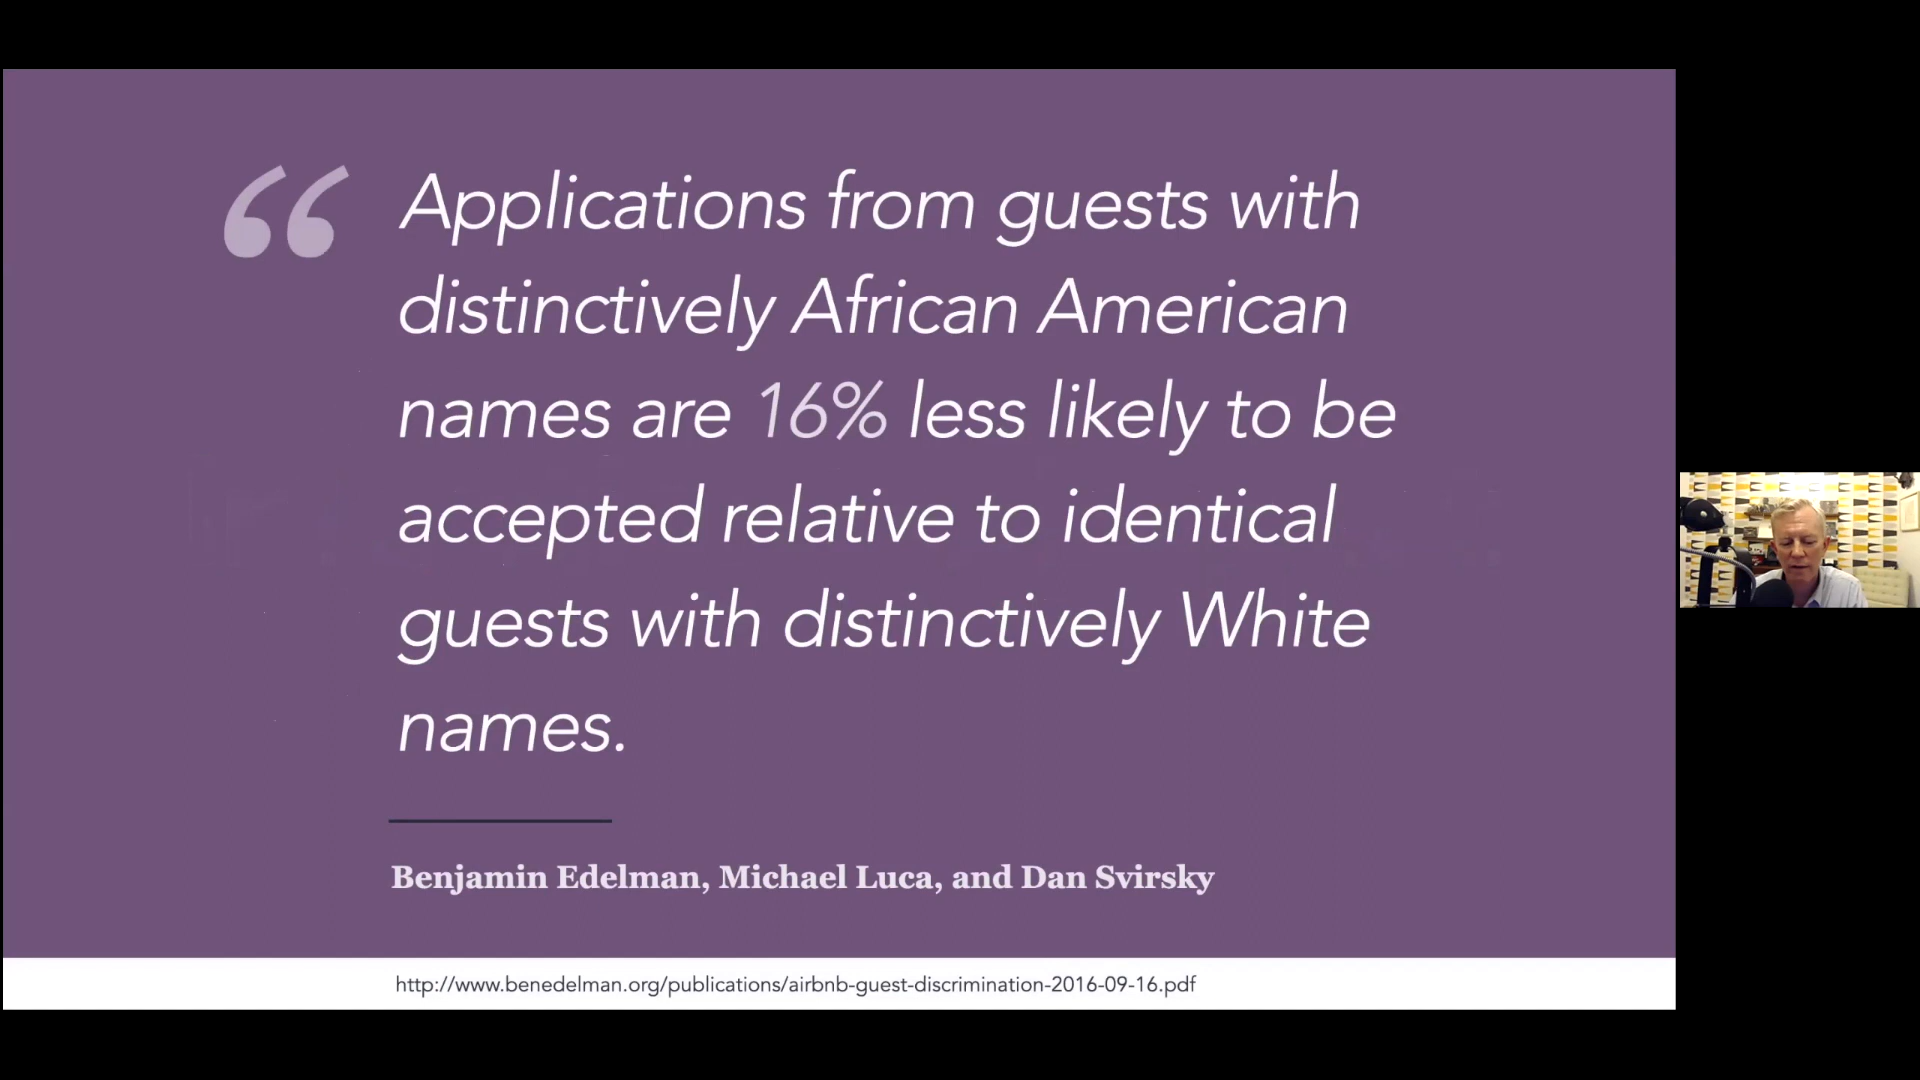 “
Applications from guests with
distinctively African American
names are 16% less likely to be
accepted relative to identical
guests with distinctively White
names.
Benjamin Edelman, Michael Luca, and Dan Svirsky
http://www.benedelman.org/publications/airbnb-guest-discrimination-2016-09-16.pdf